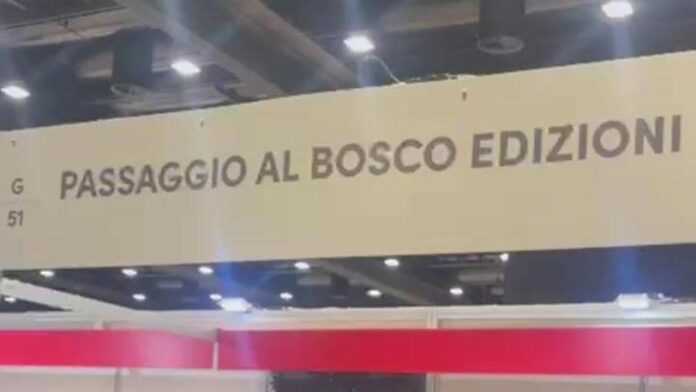 G
51
PASSAGGIO AL BOSCO EDIZIONI